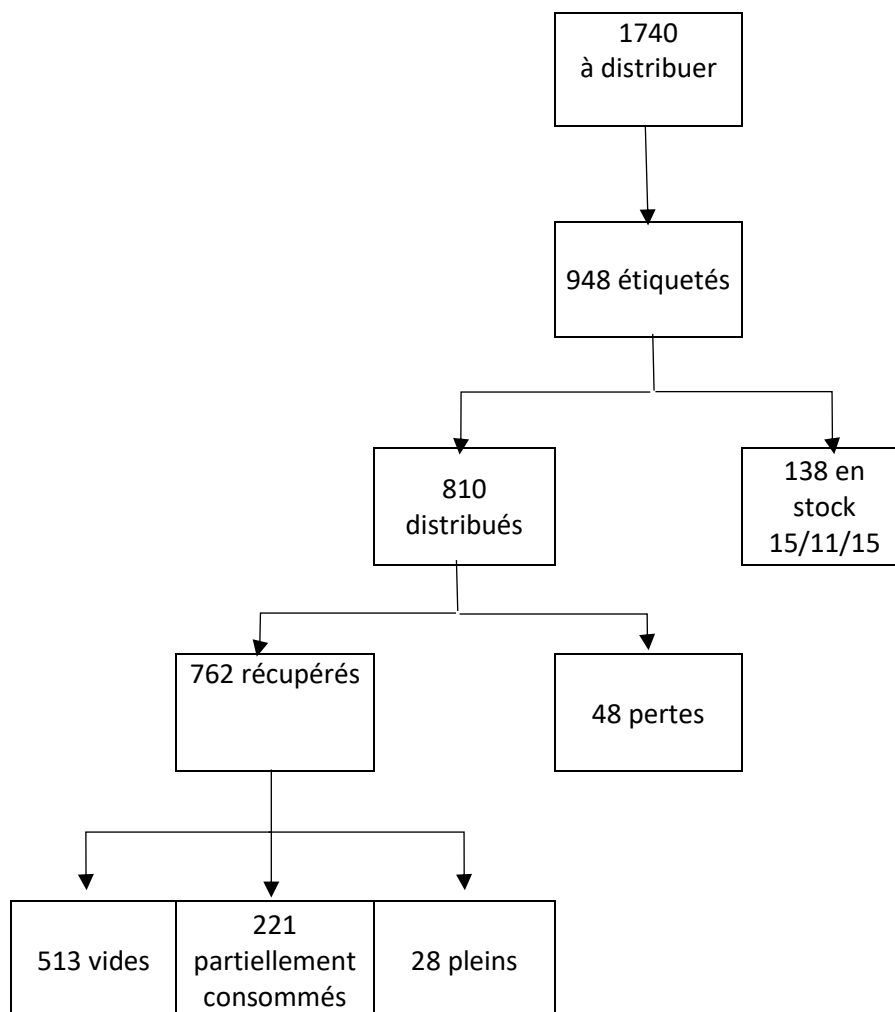 1740
à distribuer
948 étiquetés
810
distribués
138 en
stock
15/11/15
762 récupérés
48 pertes
513 vides
221
partiellement
consommés
28 pleins